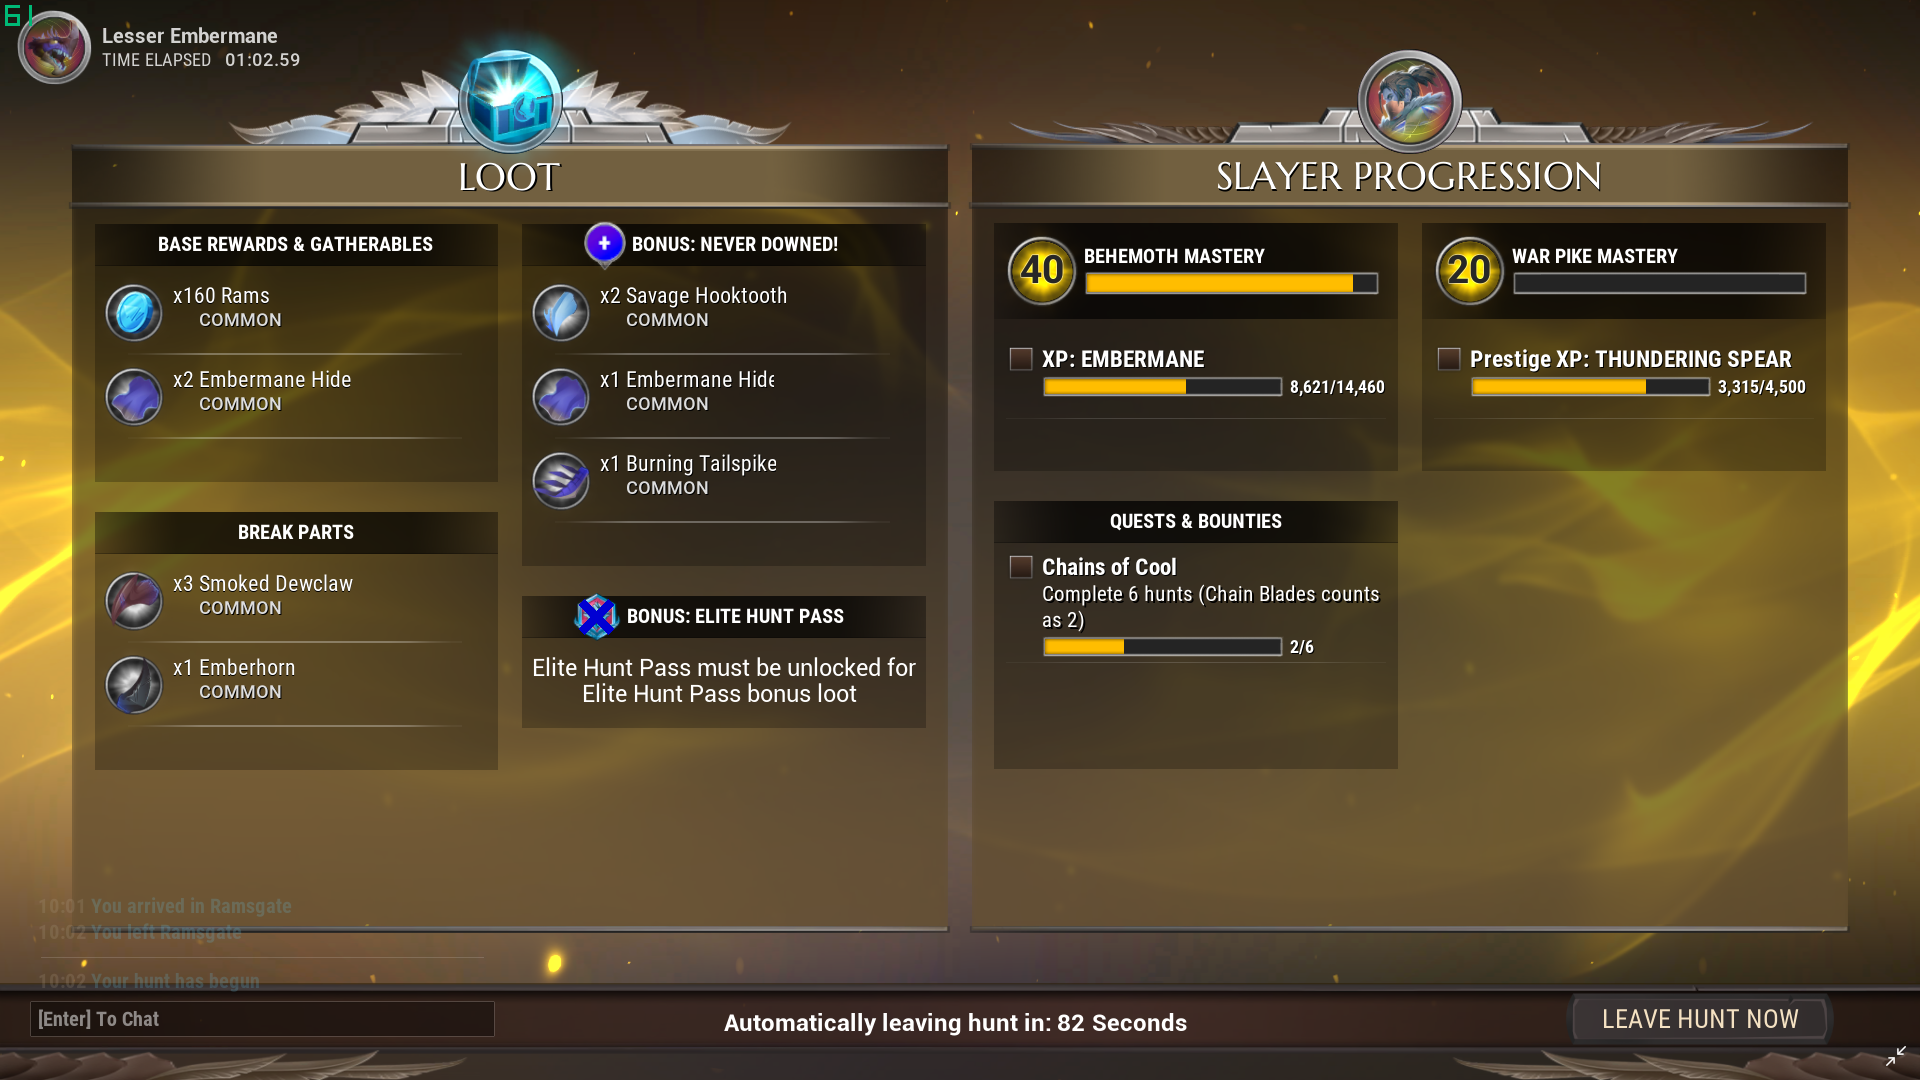 61
Lesser Embermane
TIME ELAPSED 01:02.59
LOOT
BASE REWARDS & GATHERABLES
x160 Rams
COMMON
x2 Embermane Hide
COMMON
BREAK PARTS
x3 Smoked Dewclaw
COMMON
x1 Emberhorn
COMMON
BONUS: NEVER DOWNED!
x2 Savage Hooktooth
COMMON
x1 Embermane Hide
COMMON
x1 Burning Tailspike
COMMON
BONUS: ELITE HUNT PASS
Elite Hunt Pass must be unlocked for
Elite Hunt Pass bonus loot
SLAYER PROGRESSION
40 BEHEMOTH MASTERY
XP: EMBERMANE
8,621/14,460
20 WAR PIKE MASTERY
Prestige XP: THUNDERING SPEAR
3,315/4,500
QUESTS & BOUNTIES
Chains of Cool
Complete 6 hunts (Chain Blades counts
as 2)
2/6
10:01 You arrived in Ramsgate
10:02 You left Ramsgate
10:02 Your hunt has begun
[Enter] To Chat
Automatically leaving hunt in: 82 Seconds
LEAVE HUNT NOW